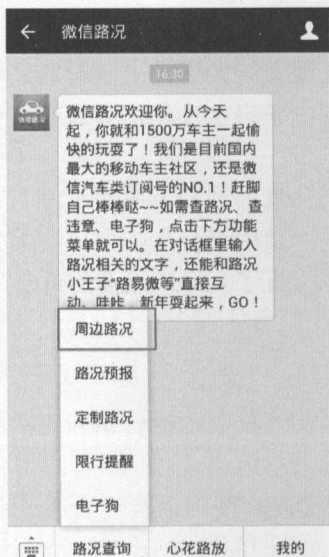 微信路况
16:30
微信路况
微信路况欢迎你。从今天
起，你就和1500万车主一起愉
快的玩耍了！我们是目前国内
最大的移动车主社区，还是微
信汽车类订阅号的NO.1！赶脚
自己棒棒哒~~如需查路况、查
违章、电子狗，点击下方功能
菜单就可以。在对话框里输入
路况相关的文字，还能和路况
小王子“路易微等”直接互
动。哇咔，新年耍起来，GO！
周边路况
路况预报
定制路况
限行提醒
电子狗
路况查询
心花路放
我的